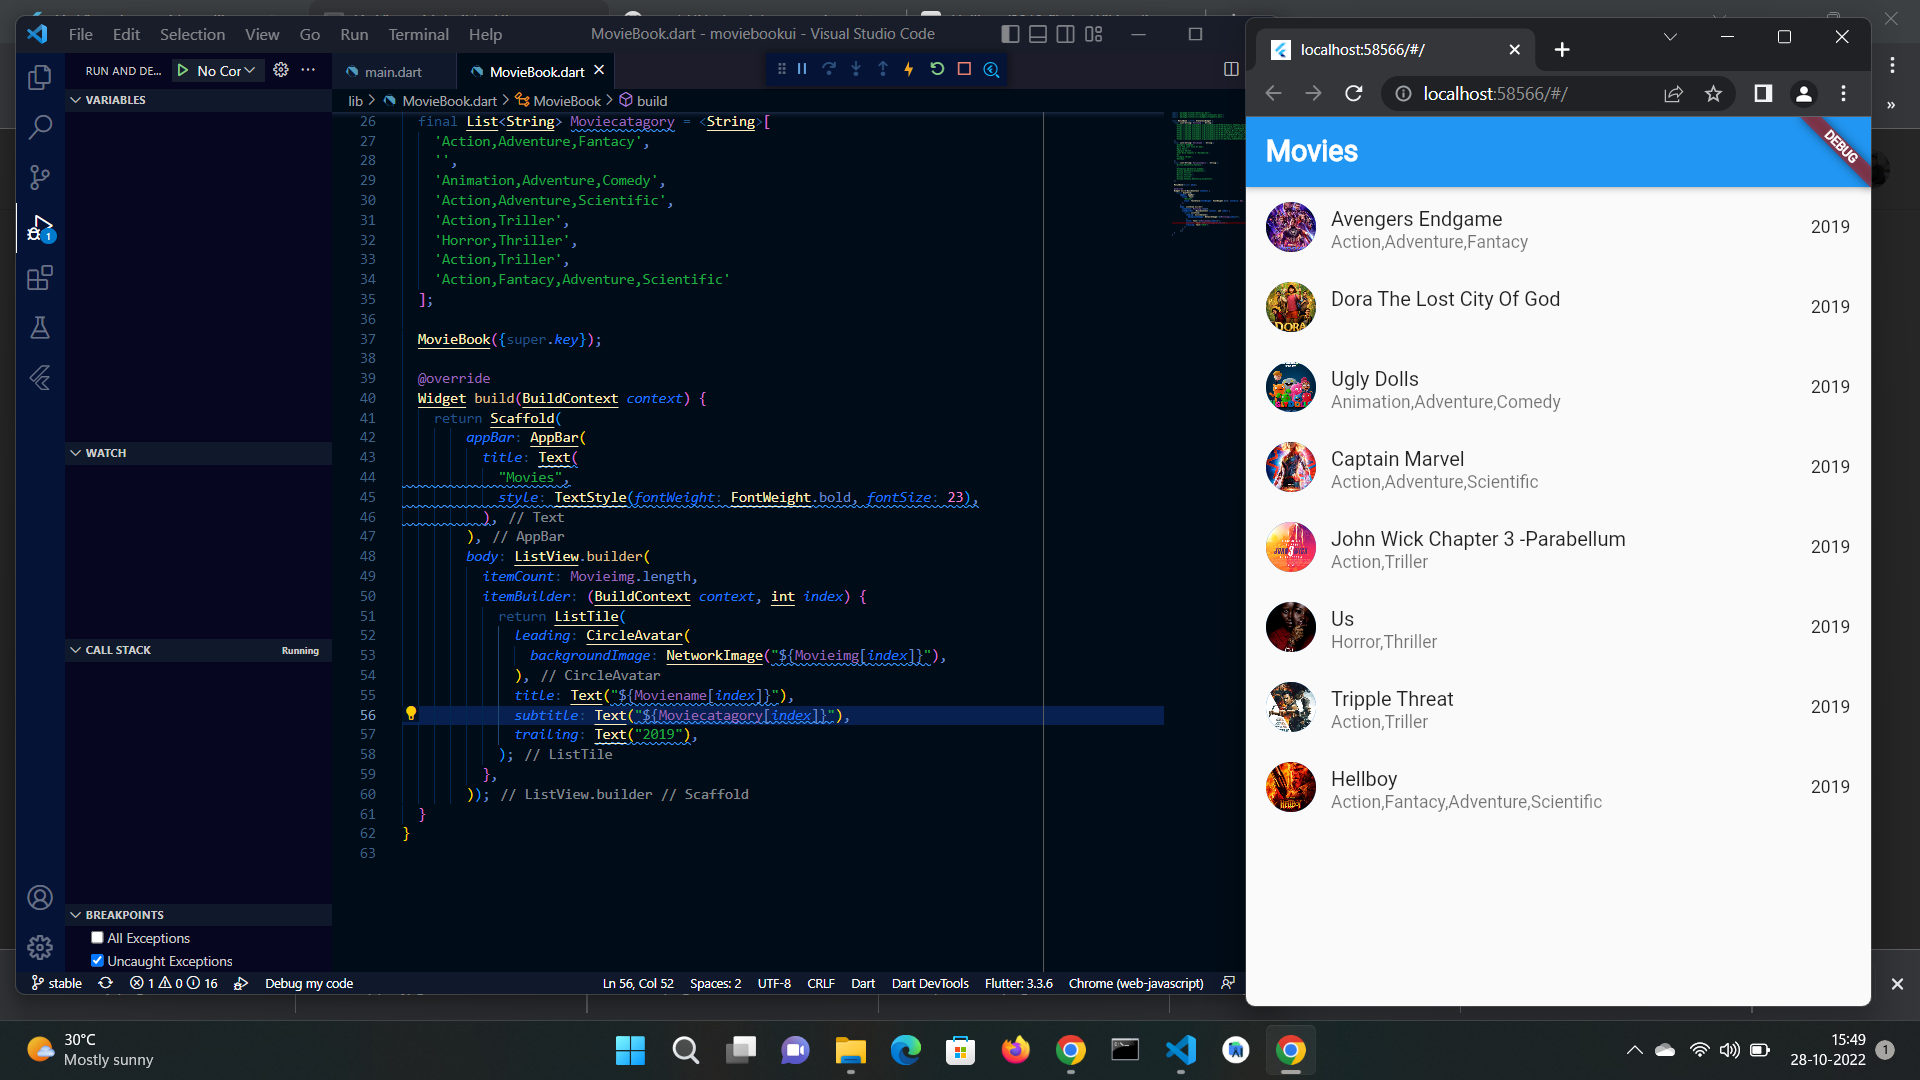 File Edit Selection View Go Run Terminal Help
MovieBook.dart - moviebookui - Visual Studio Code
RUN AND DE...
No Cor
main.dart
MovieBook.dart
VARIABLES
lib > MovieBook.dart > MovieBook > build
26 final List<String> Moviecatagory = <String>[
27 'Action,Adventure,Fantacy',
28 '',
29 'Animation,Adventure,Comedy',
30 'Action,Adventure,Scientific',
31 'Action,Triller',
32 'Horror,Thriller',
33 'Action,Triller',
34 'Action,Fantacy,Adventure,Scientific'
35 ];
36
37 MovieBook({super.key});
38
39 @override
40 Widget build(BuildContext context) {
41 return Scaffold(
42 appBar: AppBar(
43 title: Text(
44 "Movies",
45 style: TextStyle(fontWeight: FontWeight.bold, fontSize: 23),
46 ), // Text
47 ), // AppBar
48 body: ListView.builder(
49 itemCount: Movieimg.length,
50 itemBuilder: (BuildContext context, int index) {
51 return ListTile(
52 leading: CircleAvatar(
53 backgroundImage: NetworkImage("${Movieimg[index]}"),
54 ), // CircleAvatar
55 title: Text("${Moviename[index]}"),
56 subtitle: Text("${Moviecatagory[index]}"),
57 trailing: Text("2019"),
58 ); // ListTile
59 },
60 )); // ListView.builder // Scaffold
61 }
62 }
63
WATCH
CALL STACK
Running
BREAKPOINTS
All Exceptions
Uncaught Exceptions
1
stable
1 0 16
Debug my code
Ln 56, Col 52
Spaces: 2
UTF-8
CRLF
Dart
Dart DevTools
Flutter: 3.3.6
Chrome (web-javascript)
localhost:58566/#/
localhost:58566/#/
Movies
DEBUG
Avengers Endgame
Action,Adventure,Fantacy
2019
Dora The Lost City Of God
2019
DORA
Ugly Dolls
Animation,Adventure,Comedy
2019
Captain Marvel
Action,Adventure,Scientific
2019
John Wick Chapter 3 -Parabellum
Action,Triller
2019
Us
Horror,Thriller
2019
Tripple Threat
Action,Triller
2019
Hellboy
Action,Fantacy,Adventure,Scientific
2019
30°C
Mostly sunny
15:49
28-10-2022
1